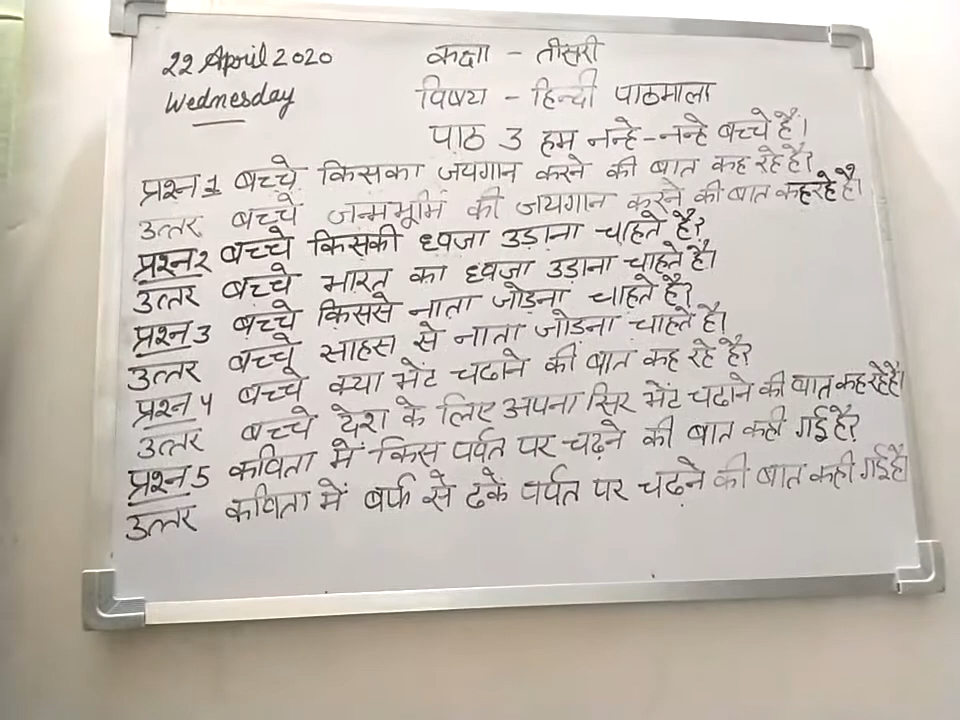 22 April 2020
Wednesday
कक्षा - तीसरी
विषय - हिन्दी पाठमाला
पाठ 3 हम नन्हे-नन्हे बच्चे हैं।
प्रश्न 1 बच्चे किसका जयगान करने की बात कह रहे है?
उत्तर बच्चे जन्मभूमि की जयगान करने की बात कह रहे है।
प्रश्न 2 बच्चे किसकी ध्वजा उड़ाना चाहते है?
उत्तर बच्चे भारत का ध्वजा उड़ाना चाहते है।
प्रश्न 3 बच्चे किससे नाता जोड़ना चाहते है?
उत्तर बच्चे साहस से नाता जोड़ना चाहते है।
प्रश्न 4 बच्चे क्या भेंट चढाने की बात कह रहे है?
उत्तर बच्चे देश के लिए अपना सिर भेंट चढाने की बात कह रहे हैं।
प्रश्न 5 कविता में किस पर्वत पर चढ़ने की बात कही गई है?
उत्तर कविता में बर्फ से ढके पर्वत पर चढ़ने की बात कही गई है।